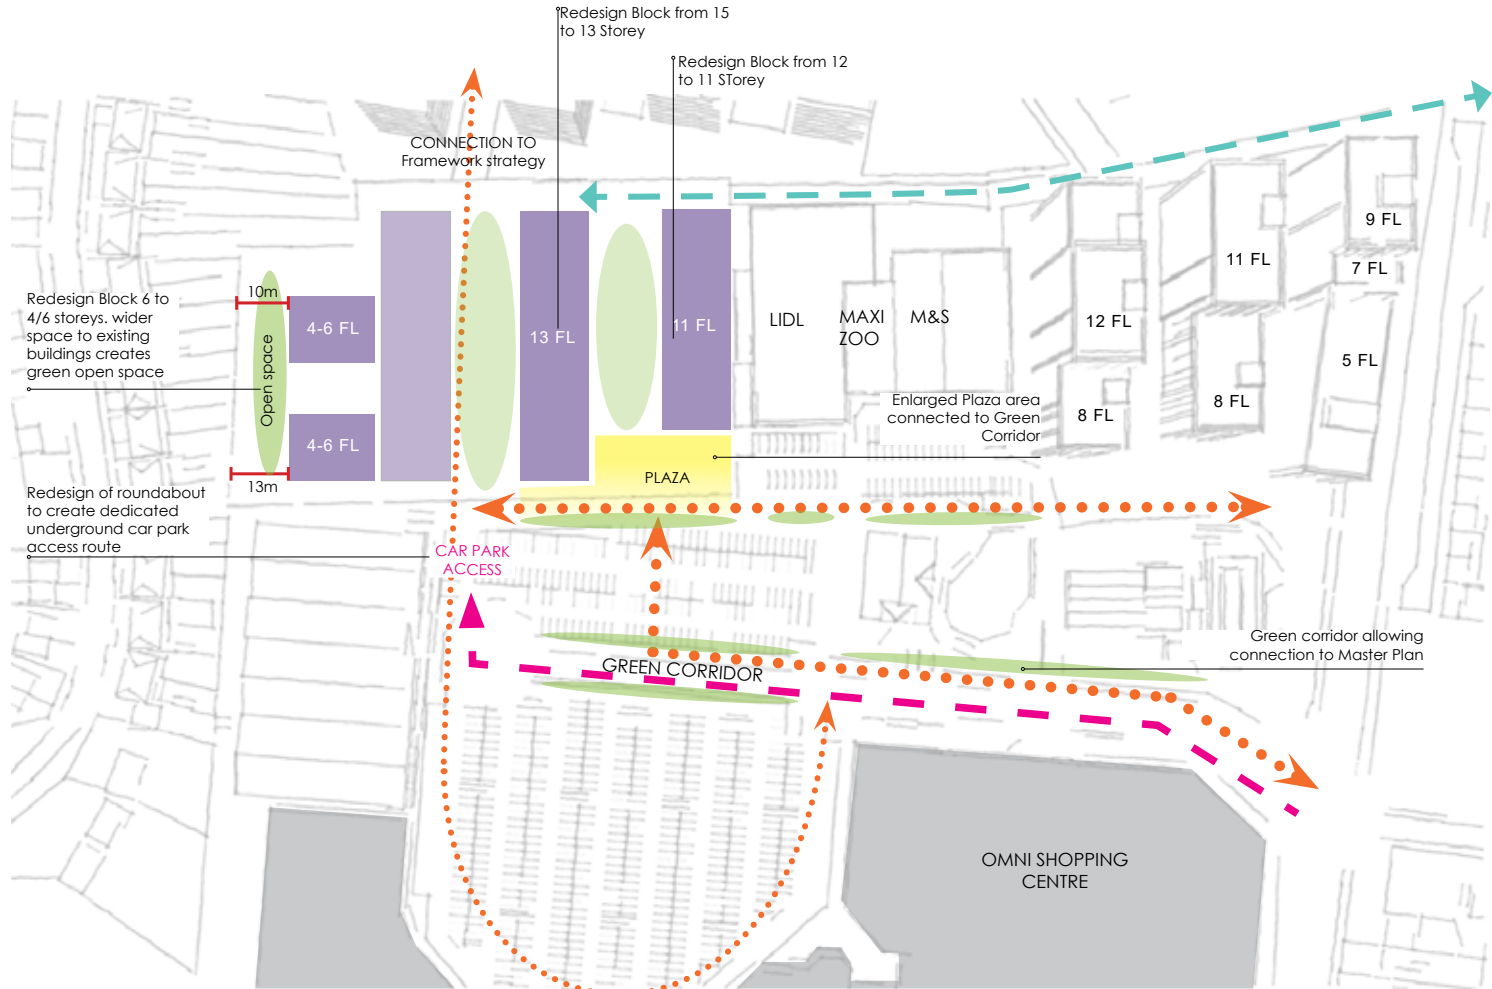 Redesign Block from 15
to 13 Storey
Redesign Block from 12
to 11 STorey
CONNECTION TO
Framework strategy
9 FL
11 FL
7 FL
10m
Redesign Block 6 to
4/6 storeys. wider
space to existing
buildings creates
green open space
4-6 FL
13 FL
11 FL
LIDL
MAXI
ZOO
M&S
12 FL
5 FL
Open space
Enlarged Plaza area
connected to Green
Corridor
8 FL
8 FL
4-6 FL
13m
PLAZA
Redesign of roundabout
to create dedicated
underground car park
access route
CAR PARK
ACCESS
Green corridor allowing
connection to Master Plan
GREEN CORRIDOR
OMNI SHOPPING
CENTRE